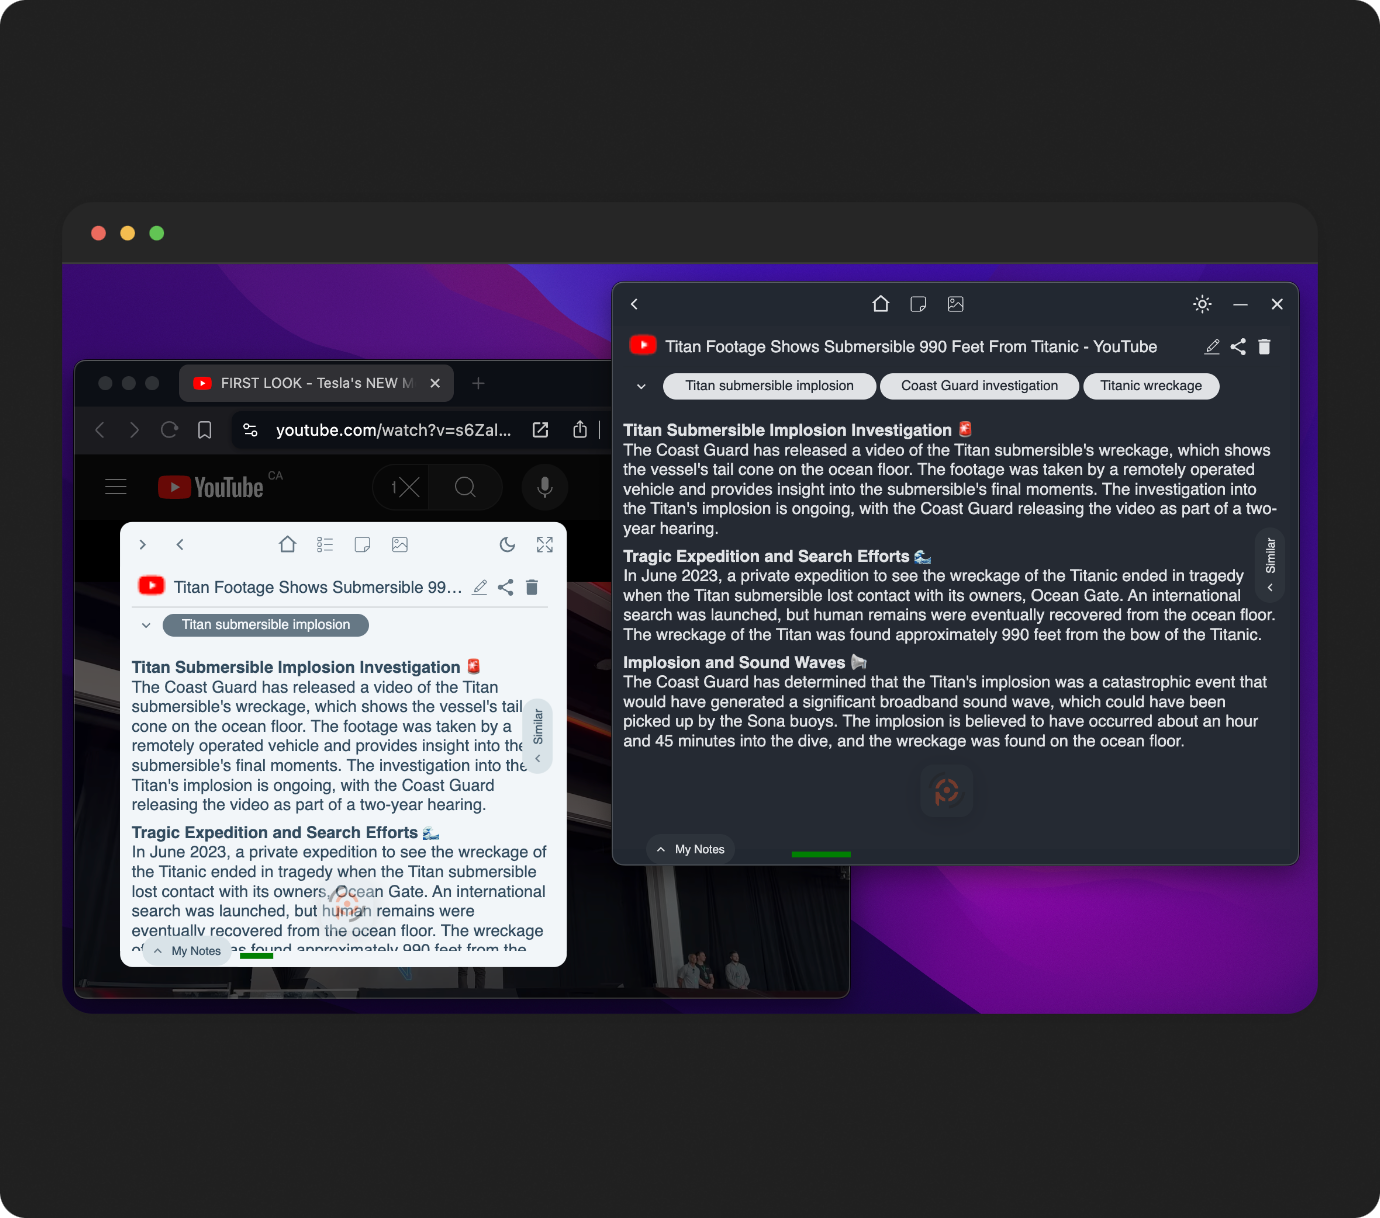 FIRST LOOK - Tesla's NEW M
youtube.com/watch?v=s6Zal...
YouTube CA
Titan Footage Shows Submersible 99...
Titan submersible implosion
Titan Submersible Implosion Investigation 🚨
The Coast Guard has released a video of the Titan
submersible's wreckage, which shows the vessel's tail
cone on the ocean floor. The footage was taken by a
remotely operated vehicle and provides insight into the
submersible's final moments. The investigation into the
Titan's implosion is ongoing, with the Coast Guard
releasing the video as part of a two-year hearing.
Similar
Tragic Expedition and Search Efforts 🌊
In June 2023, a private expedition to see the wreckage of
the Titanic ended in tragedy when the Titan submersible
lost contact with its owners, Ocean Gate. An international
search was launched, but human remains were
eventually recovered from the ocean floor. The wreckage
found approximately 990 feet from the
My Notes
Titan Footage Shows Submersible 990 Feet From Titanic - YouTube
Titan submersible implosion
Coast Guard investigation
Titanic wreckage
Titan Submersible Implosion Investigation 🚨
The Coast Guard has released a video of the Titan submersible's wreckage, which shows
the vessel's tail cone on the ocean floor. The footage was taken by a remotely operated
vehicle and provides insight into the submersible's final moments. The investigation into
the Titan's implosion is ongoing, with the Coast Guard releasing the video as part of a two-
year hearing.
Similar
Tragic Expedition and Search Efforts 🌊
In June 2023, a private expedition to see the wreckage of the Titanic ended in tragedy
when the Titan submersible lost contact with its owners, Ocean Gate. An international
search was launched, but human remains were eventually recovered from the ocean floor.
The wreckage of the Titan was found approximately 990 feet from the bow of the Titanic.
Implosion and Sound Waves 📢
The Coast Guard has determined that the Titan's implosion was a catastrophic event that
would have generated a significant broadband sound wave, which could have been
picked up by the Sona buoys. The implosion is believed to have occurred about an hour
and 45 minutes into the dive, and the wreckage was found on the ocean floor.
My Notes